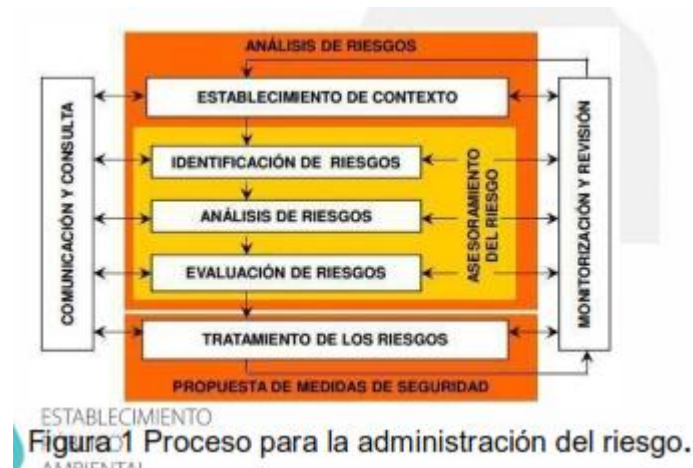 ANÁLISIS DE RIESGOS
ESTABLECIMIENTO DE CONTEXTO
IDENTIFICACIÓN DE RIESGOS
ANÁLISIS DE RIESGOS
EVALUACIÓN DE RIESGOS
ASESORAMIENTO
DEL RIESGO
TRATAMIENTO DE LOS RIESGOS
PROPUESTA DE MEDIDAS DE SEGURIDAD
COMUNICACIÓN Y CONSULTA
MONITORIZACIÓN Y REVISIÓN
ESTABLECIMIENTO
Figura 1 Proceso para la administración del riesgo.
AMBIENTAL